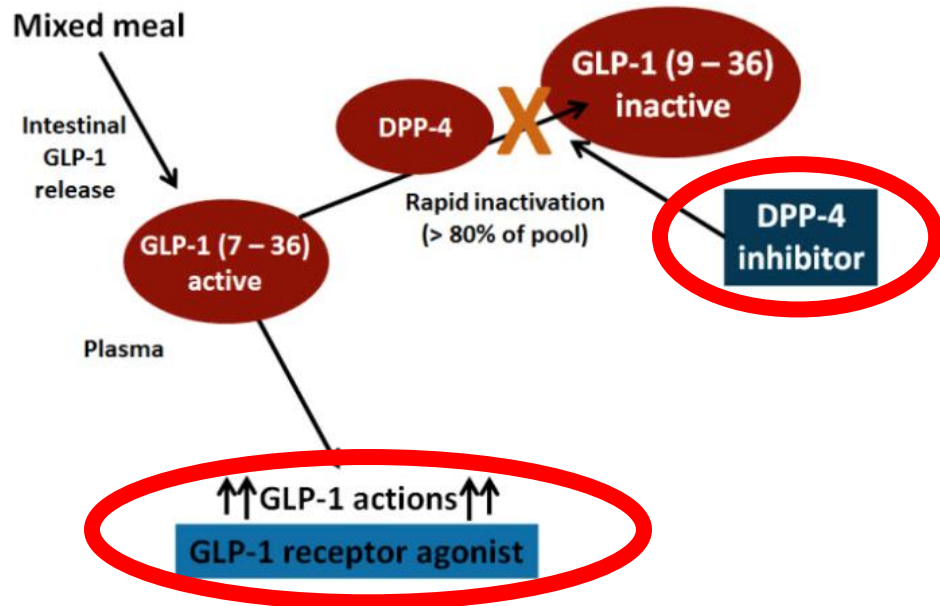 Mixed meal
Intestinal
GLP-1
release
DPP-4
X
GLP-1 (9 – 36)
inactive
Rapid inactivation
(> 80% of pool)
DPP-4
inhibitor
GLP-1 (7 – 36)
active
Plasma
↑↑GLP-1 actions↑↑
GLP-1 receptor agonist